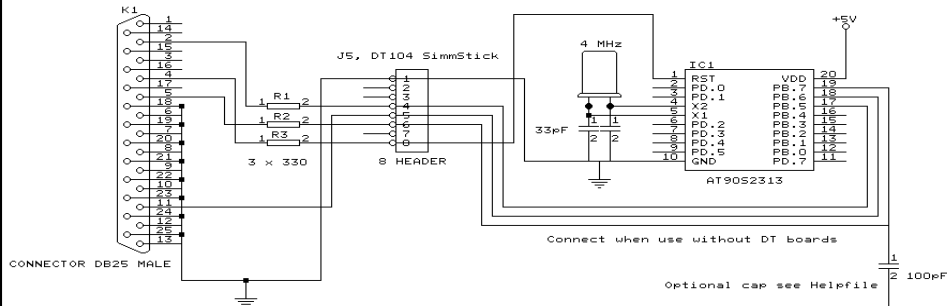 K1
1
14
2
15
3
16
4
17
5
18
6
19
7
20
8
21
9
22
10
23
11
24
12
25
13
CONNECTOR DB25 MALE
1 R1 2
1 R2 2
1 R3 2
3 x 330
J5, DT104 SimmStick
1
2
3
4
5
6
7
8
8 HEADER
4 MHz
33pF
1 1
2 2
+5V
IC1
1 RST VDD 20
2 PD.0 PB.7 19
3 PD.1 PB.6 18
4 X2 PB.5 17
5 X1 PB.4 16
6 PD.2 PB.3 15
7 PD.3 PB.2 14
8 PD.4 PB.1 13
9 PD.5 PB.0 12
10 GND PD.7 11
AT90S2313
Connect when use without DT boards
1
2 100pF
Optional cap see Helpfile